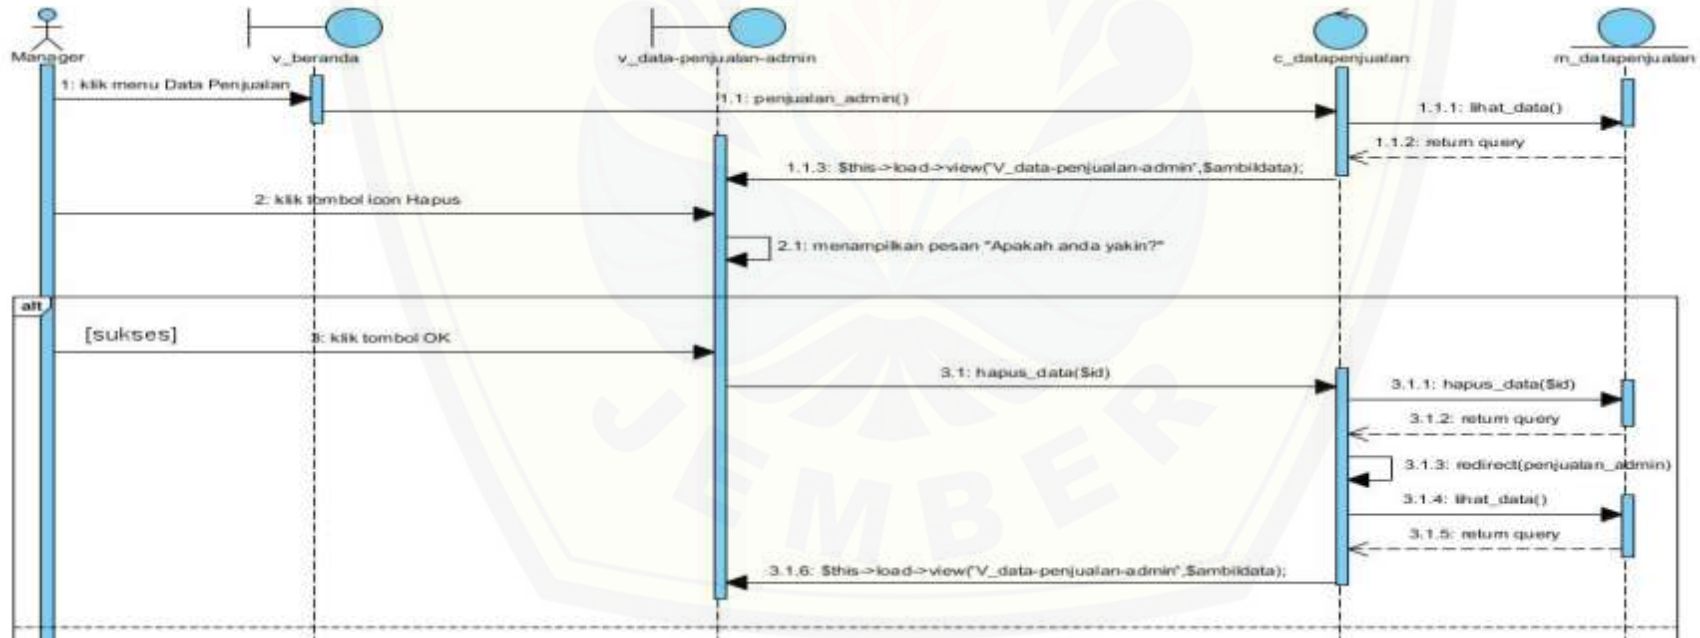 Manager
v_beranda
v_data-penjualan-admin
c_datapenjualan
m_datapenjualan
1: klik menu Data Penjualan
1.1: penjualan_admin()
1.1.1: lihat_data()
1.1.2: return query
1.1.3: $this->load->view("V_data-penjualan-admin",$ambildata);
2: klik tombol icon Hapus
2.1: menampilkan pesan "Apakah anda yakin?"
alt
[sukses]
3: klik tombol OK
3.1: hapus_data($id)
3.1.1: hapus_data($id)
3.1.2: return query
3.1.3: redirect(penjualan_admin)
3.1.4: lihat_data()
3.1.5: return query
3.1.6: $this->load->view("V_data-penjualan-admin",$ambildata);
JEMBER